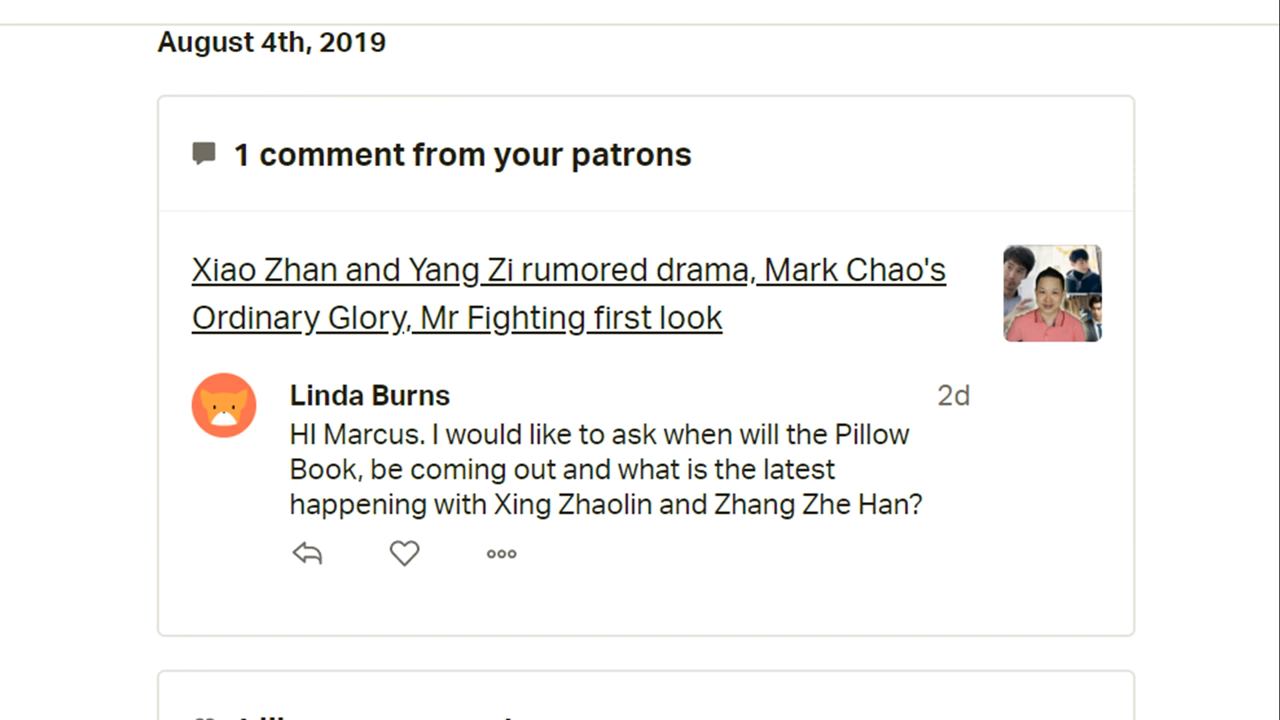 August 4th, 2019
1 comment from your patrons
Xiao Zhan and Yang Zi rumored drama, Mark Chao's
Ordinary Glory, Mr Fighting first look
Linda Burns
2d
HI Marcus. I would like to ask when will the Pillow
Book, be coming out and what is the latest
happening with Xing Zhaolin and Zhang Zhe Han?